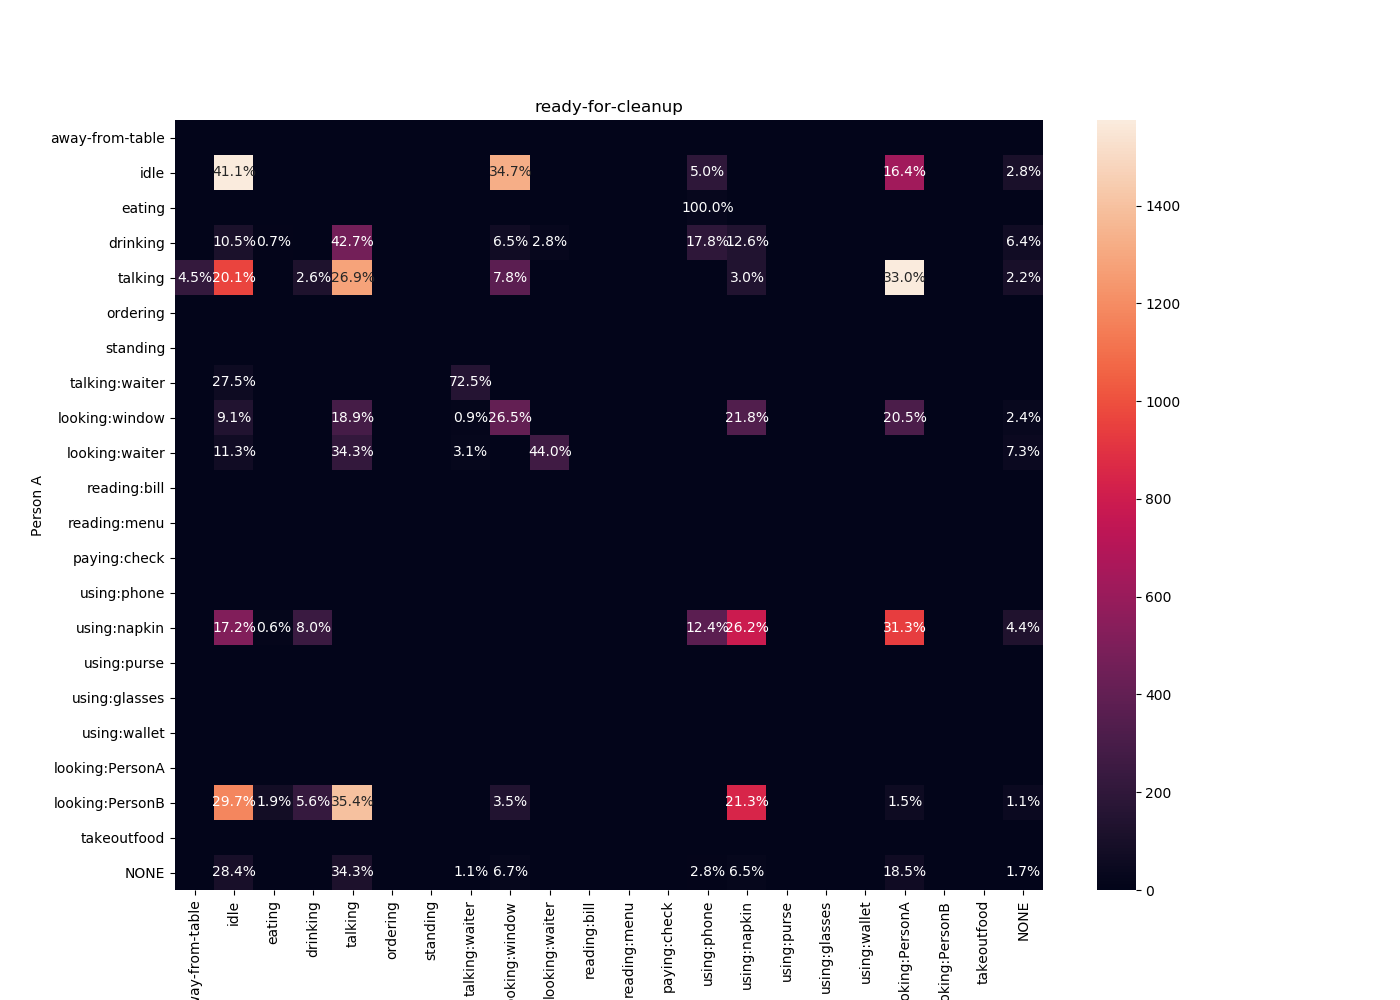 ready-for-cleanup
away-from-table
idle 41.1% 34.7% 5.0% 16.4% 2.8%
eating 100.0%
1400
drinking 10.5% 0.7% 42.7% 6.5% 2.8% 17.8% 12.6% 6.4%
talking 4.5% 20.1% 2.6% 26.9% 7.8% 3.0% 33.0% 2.2%
1200
ordering
standing
talking:waiter 27.5% 72.5%
1000
looking:window 9.1% 18.9% 0.9% 26.5% 21.8% 20.5% 2.4%
looking:waiter 11.3% 34.3% 3.1% 44.0% 7.3%
Person A
reading:bill
800
reading:menu
paying:check
using:phone
600
using:napkin 17.2% 0.6% 8.0% 12.4% 26.2% 31.3% 4.4%
using:purse
using:glasses
400
using:wallet
looking:PersonA
looking:PersonB 29.7% 1.9% 5.6% 35.4% 3.5% 21.3% 1.5% 1.1%
200
takeoutfood
NONE 28.4% 34.3% 1.1% 6.7% 2.8% 6.5% 18.5% 1.7%
0
way-from-table
idle
eating
drinking
talking
ordering
standing
talking:waiter
ooking:window
looking:waiter
reading:bill
reading:menu
paying:check
using:phone
using:napkin
using:purse
using:glasses
using:wallet
oking:PersonA
oking:PersonB
takeoutfood
NONE